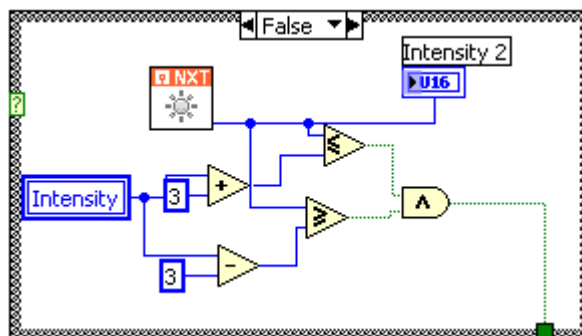 False
Intensity 2
NXT
U16
?
≤
3
+
Intensity
≥
∧
3
−